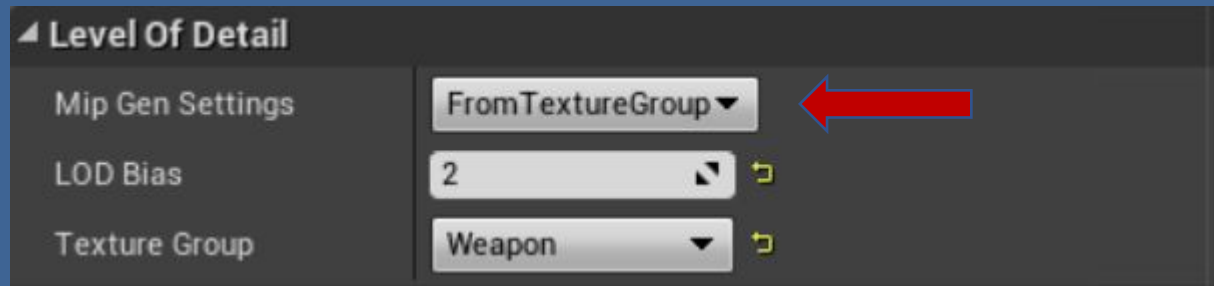 Level Of Detail
Mip Gen Settings FromTextureGroup
LOD Bias 2
Texture Group Weapon